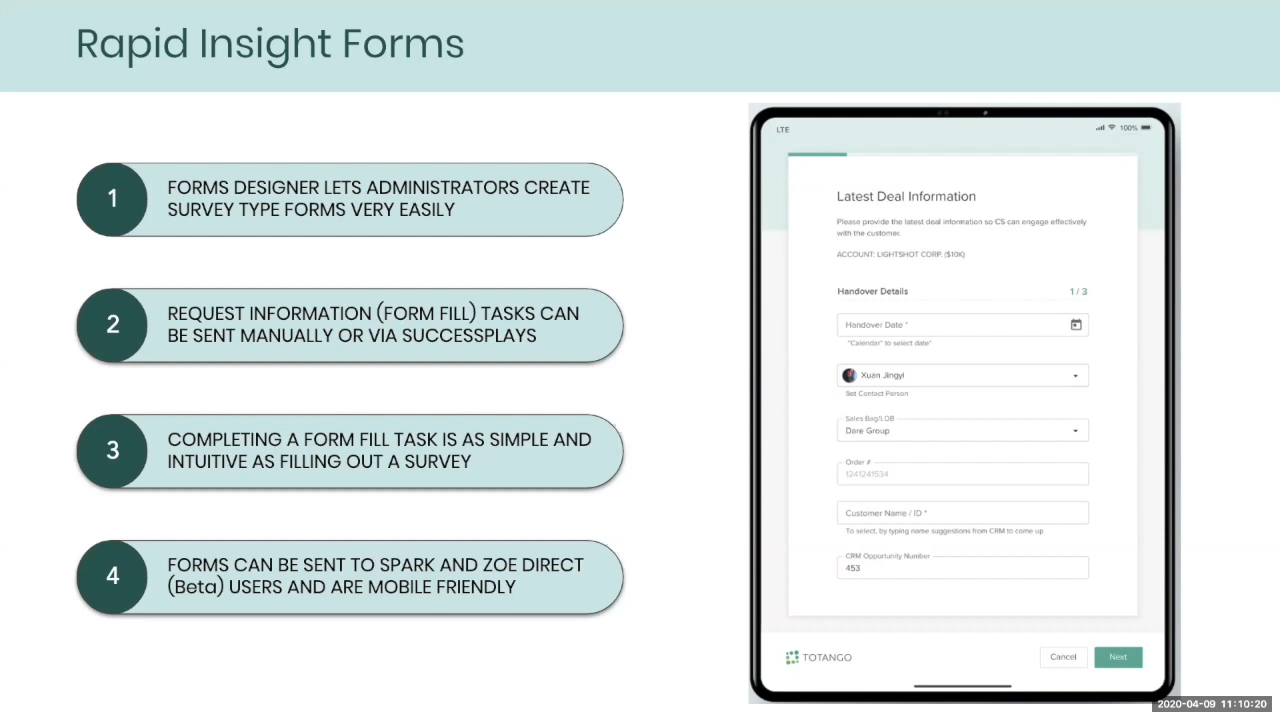 Rapid Insight Forms
1
FORMS DESIGNER LETS ADMINISTRATORS CREATE
SURVEY TYPE FORMS VERY EASILY
2
REQUEST INFORMATION (FORM FILL) TASKS CAN
BE SENT MANUALLY OR VIA SUCCESSPLAYS
3
COMPLETING A FORM FILL TASK IS AS SIMPLE AND
INTUITIVE AS FILLING OUT A SURVEY
4
FORMS CAN BE SENT TO SPARK AND ZOE DIRECT
(Beta) USERS AND ARE MOBILE FRIENDLY
LTE
100%
Latest Deal Information
Please provide the latest deal information so CS can engage effectively
with the customer.
ACCOUNT: LIGHTSHOT CORP. ($10K)
Handover Details 1 / 3
Handover Date *
"Calendar" to select date"
Xuan Jingyi
Set Contact Person
Sales Bag/LOB
Dare Group
Order #
1241241534
Customer Name / ID *
To select, by typing name suggestions from CRM to come up
CRM Opportunity Number
453
TOTANGO
Cancel
Next
2020-04-09 11:10:20